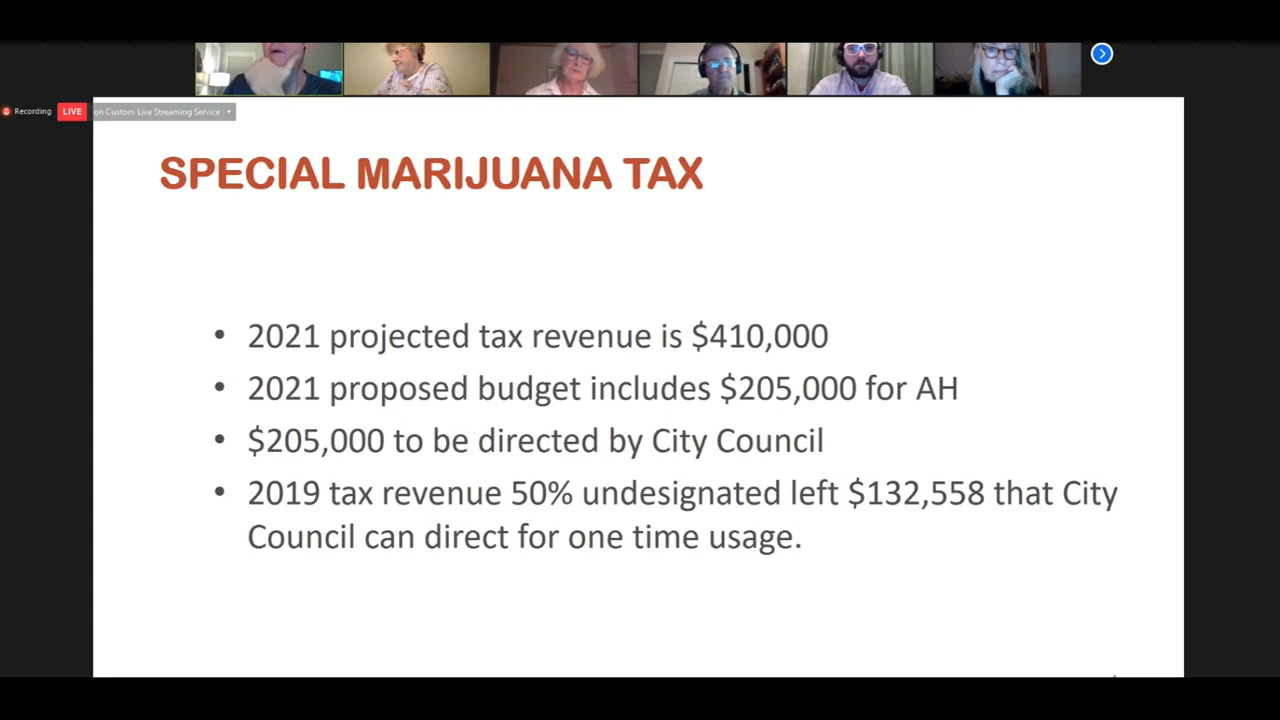 Recording
LIVE
on Custom Live Streaming Service
SPECIAL MARIJUANA TAX
• 2021 projected tax revenue is $410,000
• 2021 proposed budget includes $205,000 for AH
• $205,000 to be directed by City Council
• 2019 tax revenue 50% undesignated left $132,558 that City
Council can direct for one time usage.